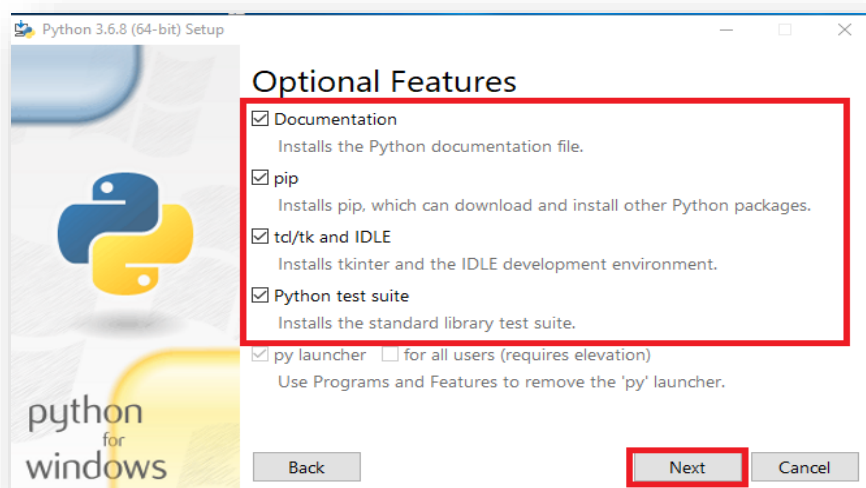 Python 3.6.8 (64-bit) Setup
Optional Features
Documentation
Installs the Python documentation file.
pip
Installs pip, which can download and install other Python packages.
tcl/tk and IDLE
Installs tkinter and the IDLE development environment.
Python test suite
Installs the standard library test suite.
py launcher for all users (requires elevation)
Use Programs and Features to remove the 'py' launcher.
python
for
windows
Back Next Cancel